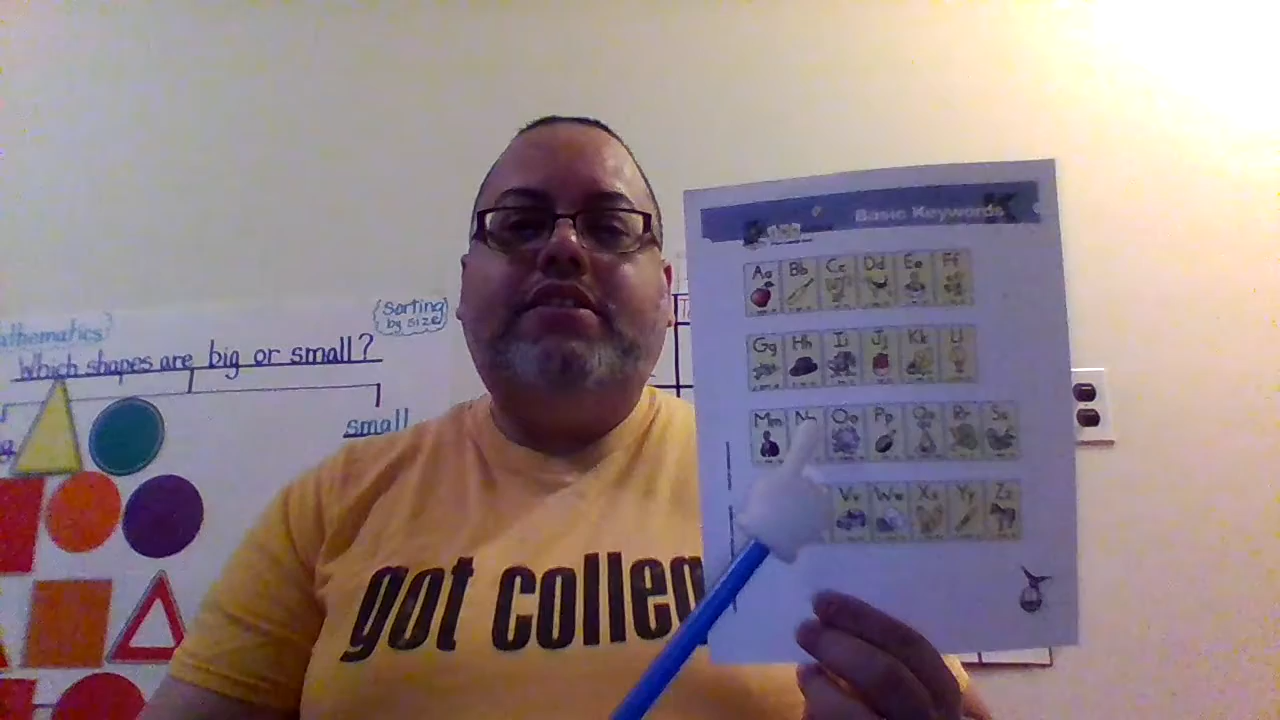 {Sorting
by size}
athematics}
Which shapes are big or small?
small
got colleg
Basic Keywords
Aa Bb Cc Dd Ee Ff
Gg Hh Ii Jj Kk Ll
Mm Nn Oo Pp Qq Rr Ss
Vv Ww Xx Yy Zz